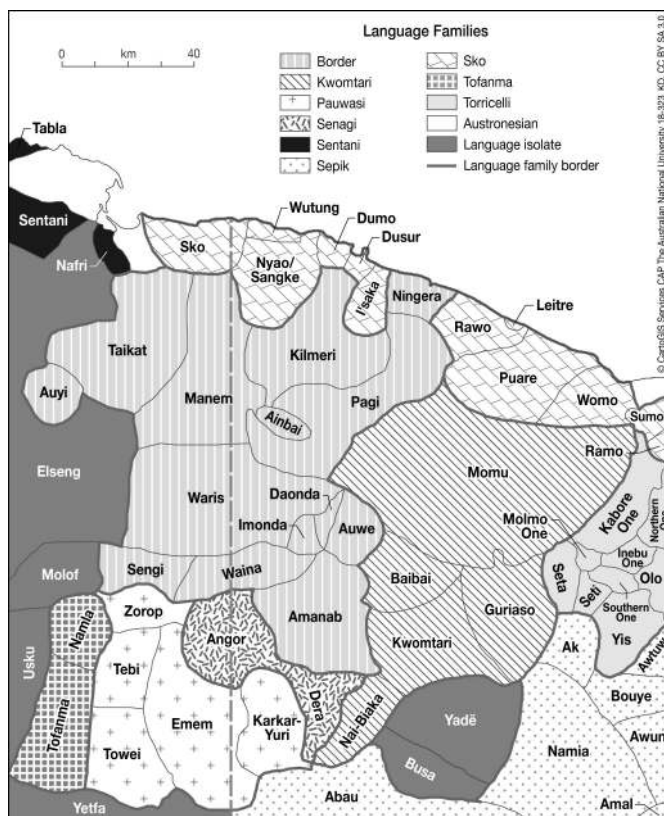 Language Families
0
km
40
Border
Kwomtari
Pauwasi
Senagi
Sentani
Sepik
Sko
Tofanma
Torricelli
Austronesian
Language isolate
Language family border
© CartoGIS Services CAP The Australian National University 18-323_KD, CC BY SA 3.0
Tabla
Sentani
Nafri
Sko
Wutung
Dumo
Dusur
Nyao/
Sangke
I'saka
Ningera
Leitre
Rawo
Puare
Womo
Sumo
Ramo
Taikat
Kilmeri
Auyi
Manem
Pagi
Ainbai
Elseng
Momu
Waris
Daonda
Imonda
Auwe
Molmo
One
Kabore
One
Northern
One
Inebu
One
Olo
Molof
Sengi
Waina
Baibai
Seta
Seti
Southern
One
Guriaso
Yis
Usku
Namla
Zorop
Angor
Amanab
Kwomtari
Ak
Awtuw
Tebi
Tofanma
Emem
Karkar-
Yuri
Dera
Nai-Biaka
Yadë
Bouye
Towei
Namia
Awun
Busa
Yetfa
Abau
Amal